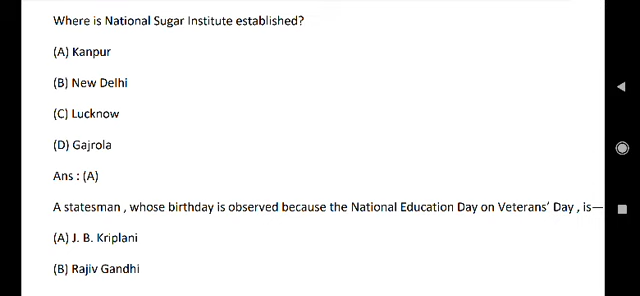 Where is National Sugar Institute established?
(A) Kanpur
(B) New Delhi
(C) Lucknow
(D) Gajrola
Ans : (A)
A statesman , whose birthday is observed because the National Education Day on Veterans’ Day , is—
(A) J. B. Kriplani
(B) Rajiv Gandhi